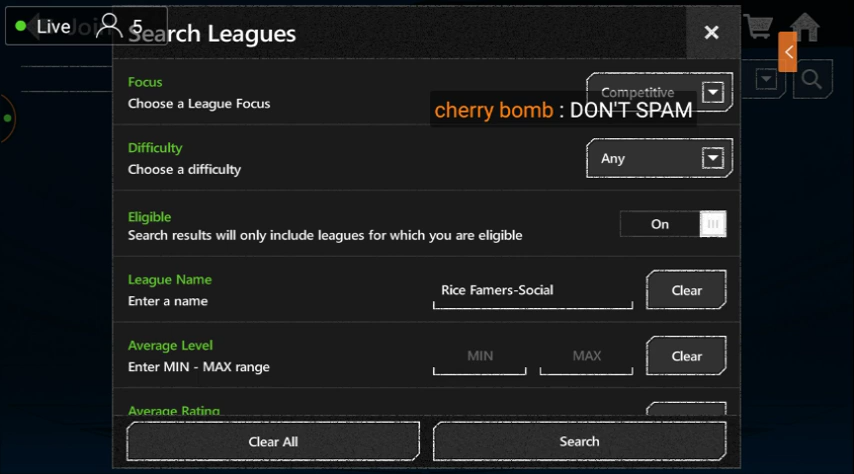 Live 5
Join
Search Leagues
Focus
Choose a League Focus
Competitive
cherry bomb : DON'T SPAM
Difficulty
Choose a difficulty
Any
Eligible
Search results will only include leagues for which you are eligible
On
League Name
Enter a name
Rice Famers-Social
Clear
Average Level
Enter MIN - MAX range
MIN
MAX
Clear
Average Rating
Clear All
Search